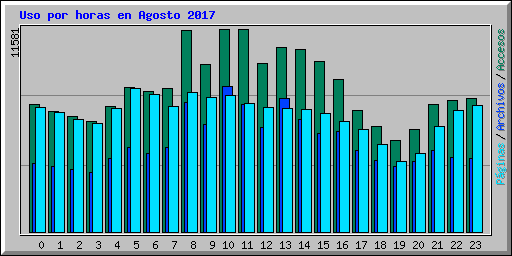 Uso por horas en Agosto 2017
11581
Páginas / Archivos / Accesos
0 1 2 3 4 5 6 7 8 9 10 11 12 13 14 15 16 17 18 19 20 21 22 23